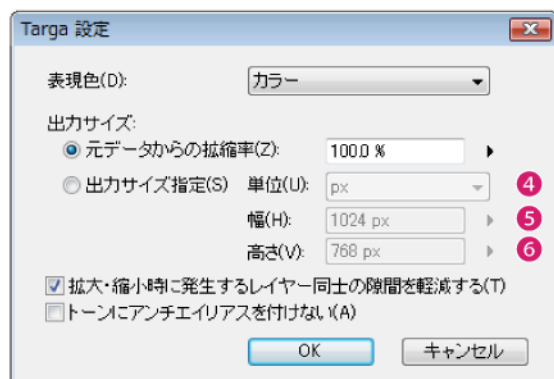 Targa 設定
表現色(D): カラー
出力サイズ:
元データからの拡縮率(Z): 100.0 %
出力サイズ指定(S) 単位(U): px 4
幅(H): 1024 px 5
高さ(V): 768 px 6
拡大・縮小時に発生するレイヤー同士の隙間を軽減する(T)
トーンにアンチエイリアスを付けない(A)
OK キャンセル